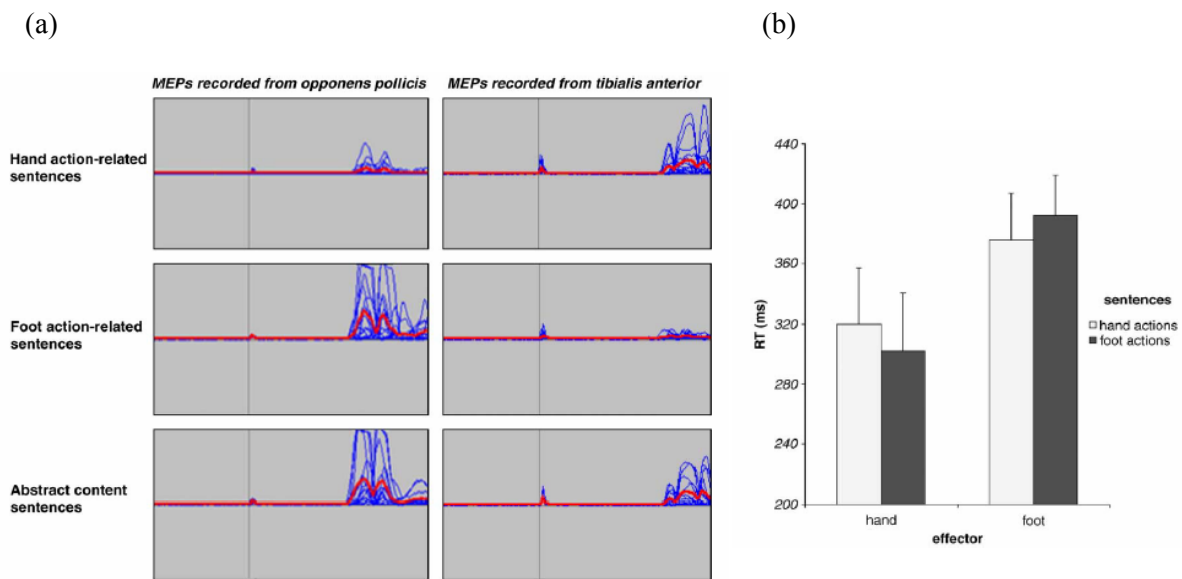 (a)
(b)
MEPs recorded from opponens pollicis
MEPs recorded from tibialis anterior
Hand action-related
sentences
Foot action-related
sentences
Abstract content
sentences
440
400
360
320
280
240
200
RT (ms)
hand
foot
effector
sentences
hand actions
foot actions